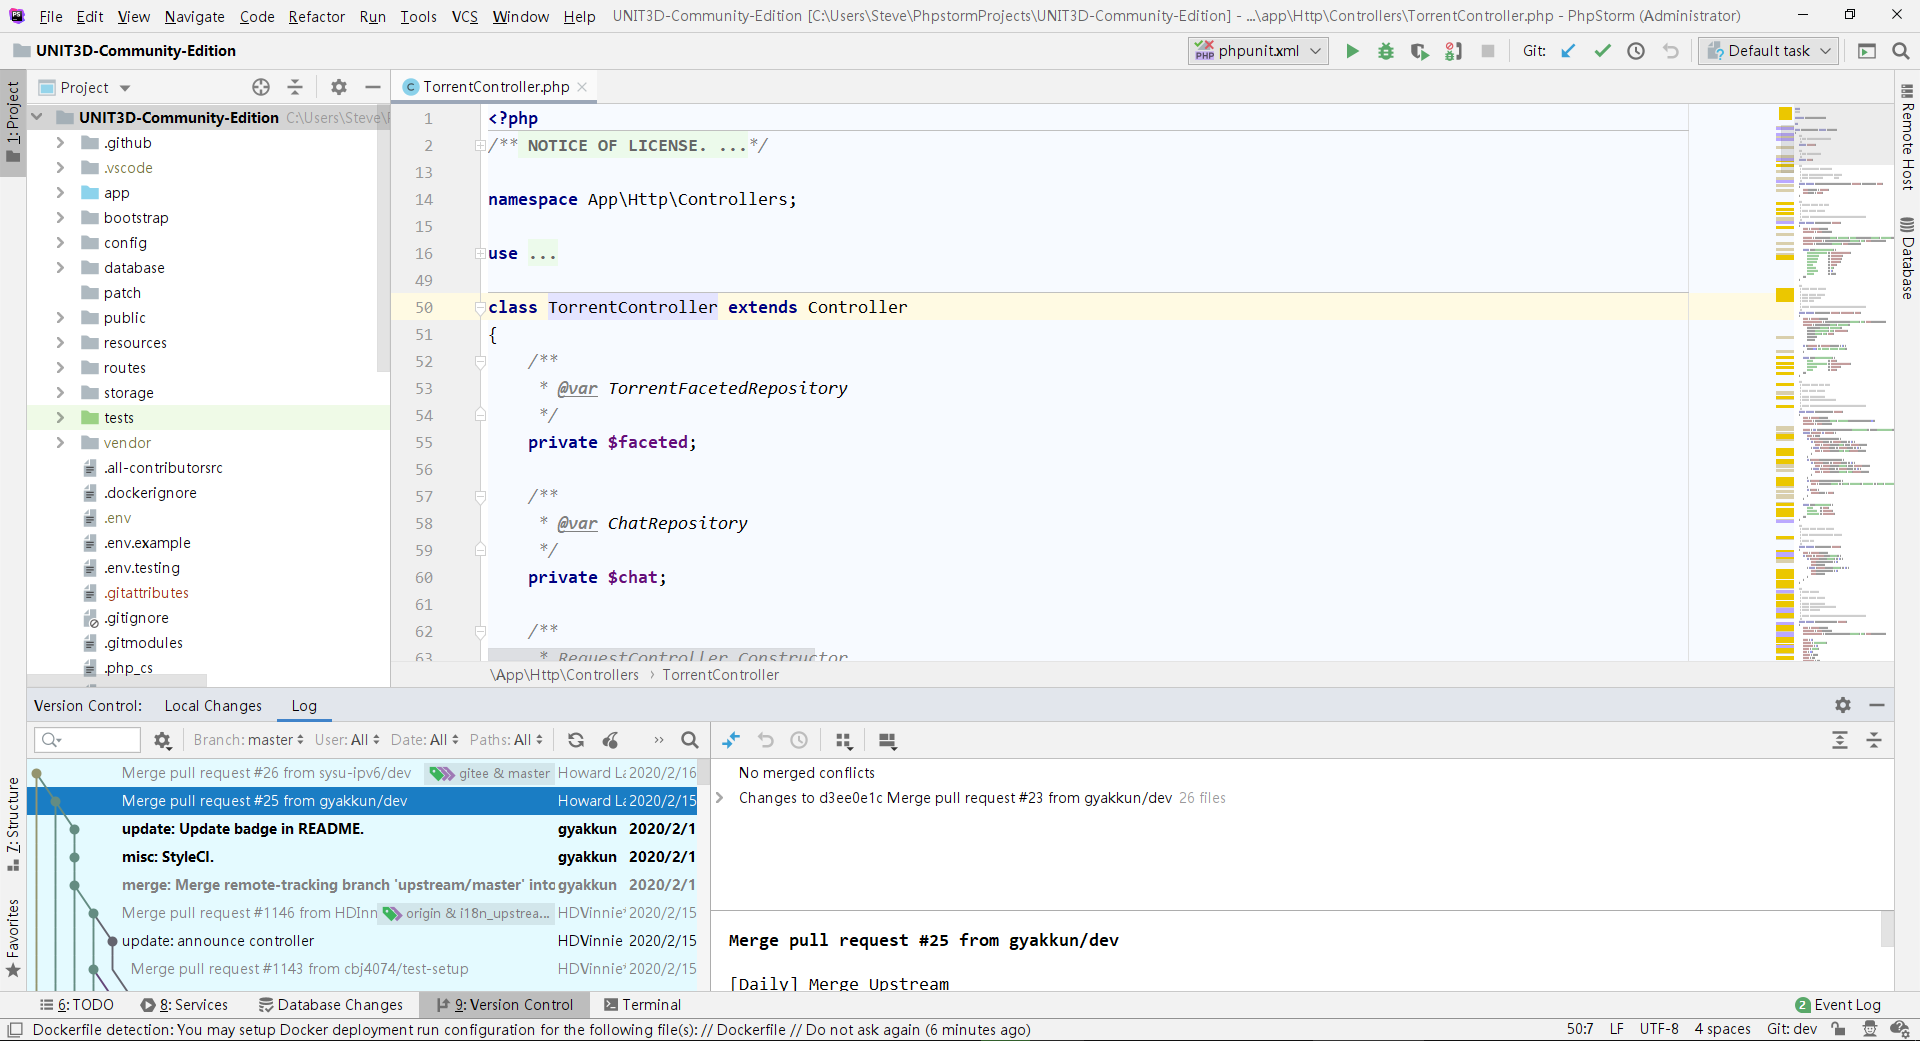 File Edit View Navigate Code Refactor Run Tools VCS Window Help UNIT3D-Community-Edition [C:\Users\Steve\PhpstormProjects\UNIT3D-Community-Edition] - ...\app\Http\Controllers\TorrentController.php - PhpStorm (Administrator)
UNIT3D-Community-Edition phpunit.xml Git: Default task
1: Project
Project
UNIT3D-Community-Edition C:\Users\Steve\
.github
.vscode
app
bootstrap
config
database
patch
public
resources
routes
storage
tests
vendor
.all-contributorsrc
.dockerignore
.env
.env.example
.env.testing
.gitattributes
.gitignore
.gitmodules
.php_cs
TorrentController.php
1 <?php
2 /** NOTICE OF LICENSE. ...*/
13
14 namespace App\Http\Controllers;
15
16 use ...
49
50 class TorrentController extends Controller
51 {
52 /**
53 * @var TorrentFacetedRepository
54 */
55 private $faceted;
56
57 /**
58 * @var ChatRepository
59 */
60 private $chat;
61
62 /**
63 * RequestController Constructor
\App\Http\Controllers › TorrentController
Remote Host
Database
Version Control: Local Changes Log
Branch: master User: All Date: All Paths: All »
Merge pull request #26 from sysu-ipv6/dev gitee & master Howard La 2020/2/16
Merge pull request #25 from gyakkun/dev Howard La 2020/2/15
update: Update badge in README. gyakkun 2020/2/1
misc: StyleCI. gyakkun 2020/2/1
merge: Merge remote-tracking branch 'upstream/master' into gyakkun 2020/2/1
Merge pull request #1146 from HDInn origin & i18n_upstrea... HDVinnie* 2020/2/15
update: announce controller HDVinnie 2020/2/15
Merge pull request #1143 from cbj4074/test-setup HDVinnie* 2020/2/15
No merged conflicts
Changes to d3ee0e1c Merge pull request #23 from gyakkun/dev 26 files
Merge pull request #25 from gyakkun/dev
[Daily] Merge Upstream
7: Structure
Favorites
6: TODO 8: Services Database Changes 9: Version Control Terminal 2 Event Log
Dockerfile detection: You may setup Docker deployment run configuration for the following file(s): // Dockerfile // Do not ask again (6 minutes ago) 50:7 LF UTF-8 4 spaces Git: dev